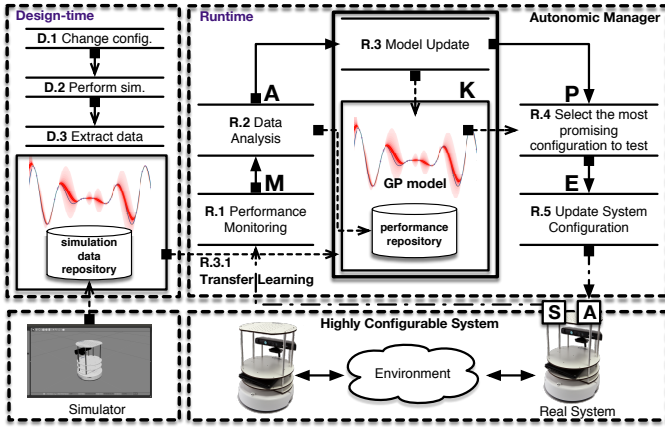 Design-time
D.1 Change config.
D.2 Perform sim.
D.3 Extract data
simulation
data
repository
Simulator
Runtime
Autonomic Manager
R.3 Model Update
A
K
P
R.2 Data
Analysis
R.4 Select the most
promising
configuration to test
GP model
M
E
R.1 Performance
Monitoring
performance
repository
R.5 Update System
Configuration
R.3.1
Transfer Learning
S
A
Highly Configurable System
Environment
Real System